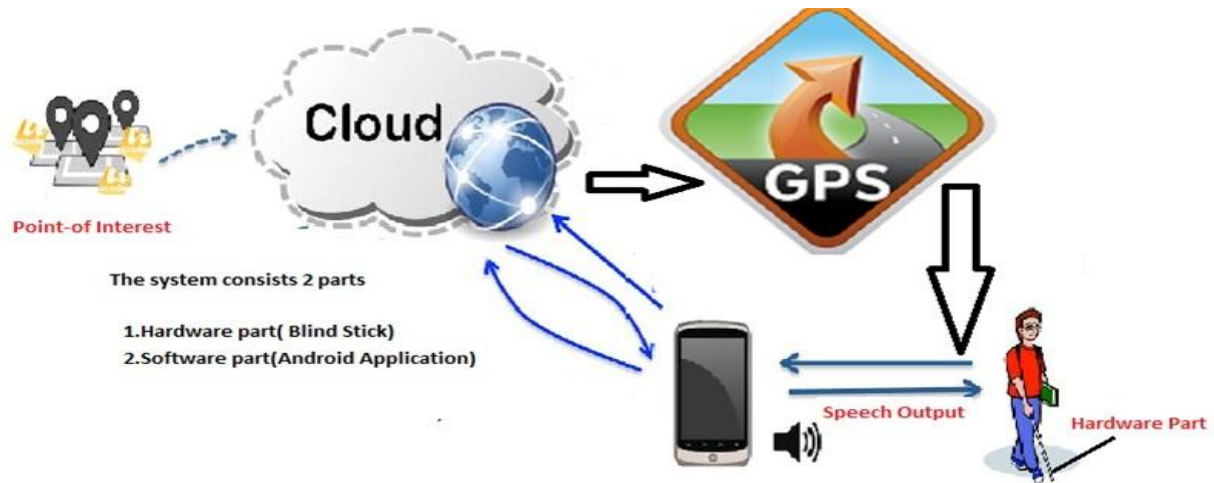 Cloud
GPS
Point-of Interest
The system consists 2 parts
1.Hardware part( Blind Stick)
2.Software part(Android Application)
Speech Output
Hardware Part